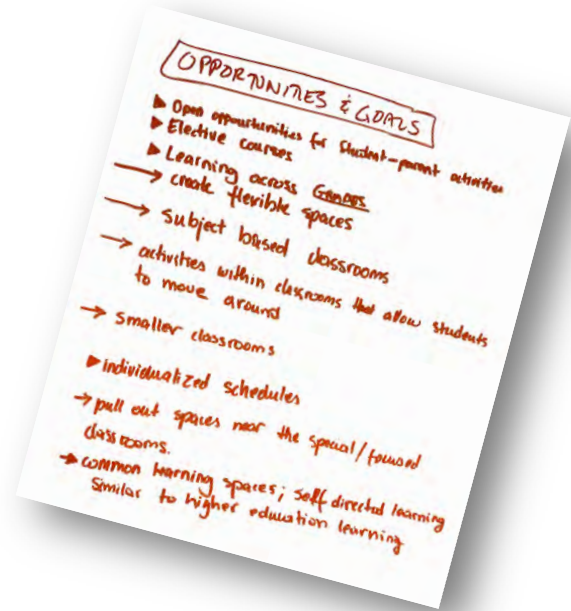 OPPORTUNITIES & GOALS
▶ Open opportunities for student-parent activities
▶ Elective courses
▶ Learning across GRADES
→ create flexible spaces
→ subject based classrooms
→ activities within classrooms that allow students
to move around
→ smaller classrooms
▶ individualized schedules
→ pull out spaces near the special/focused
classrooms.
→ common learning spaces; self directed learning
similar to higher education learning